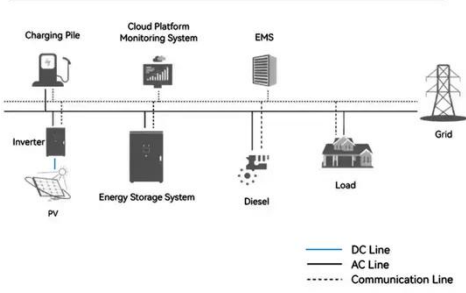 Charging Pile
Cloud Platform
Monitoring System
EMS
Grid
Inverter
PV
Energy Storage System
Diesel
Load
DC Line
AC Line
Communication Line